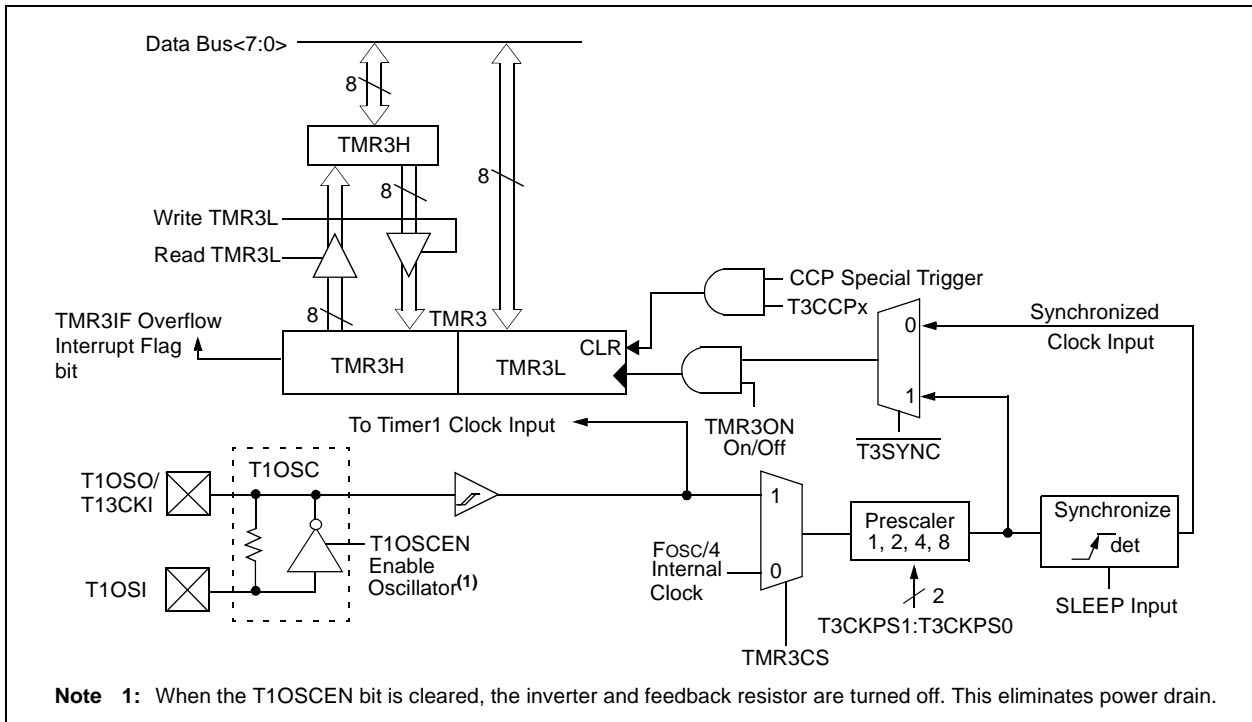 Data Bus<7:0>
8
TMR3H
8
8
Write TMR3L
Read TMR3L
8
TMR3
CCP Special Trigger
T3CCPx
TMR3IF Overflow
Interrupt Flag
bit
TMR3H
TMR3L
CLR
0
1
Synchronized
Clock Input
TMR3ON
On/Off
T3SYNC
To Timer1 Clock Input
T1OSC
T1OSO/
T13CKI
T1OSI
T1OSCEN
Enable
Oscillator(1)
FOSC/4
Internal
Clock
1
0
TMR3CS
Prescaler
1, 2, 4, 8
2
T3CKPS1:T3CKPS0
Synchronize
det
SLEEP Input
Note 1: When the T1OSCEN bit is cleared, the inverter and feedback resistor are turned off. This eliminates power drain.